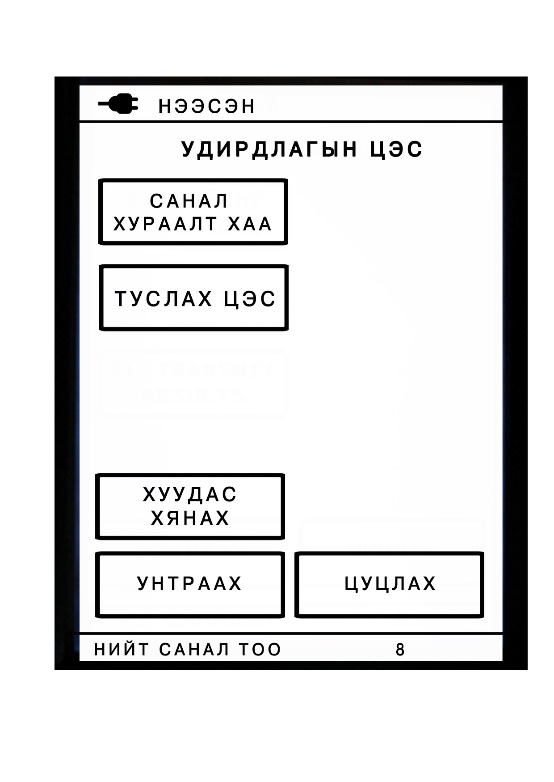 НЭЭСЭН
УДИРДЛАГЫН ЦЭС
САНАЛ
ХУРААЛТ ХАА
ТУСЛАХ ЦЭС
ХУУДАС
ХЯНАХ
УНТРААХ
ЦУЦЛАХ
НИЙТ САНАЛ ТОО 8